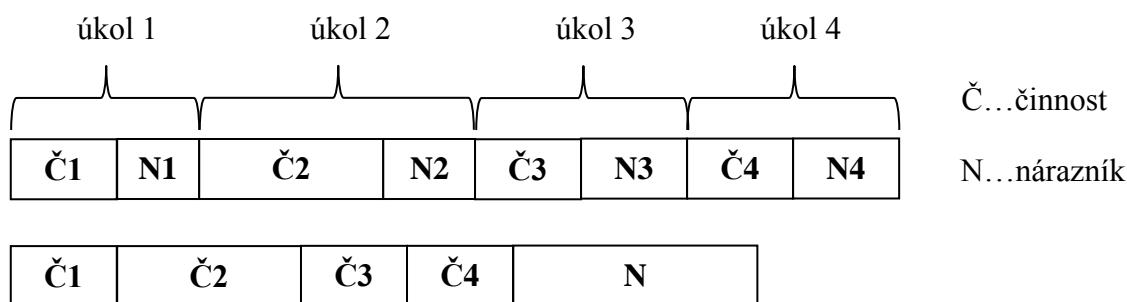 úkol 1 úkol 2 úkol 3 úkol 4
Č…činnost
Č1 N1 Č2 N2 Č3 N3 Č4 N4 N…nárazník
Č1 Č2 Č3 Č4 N